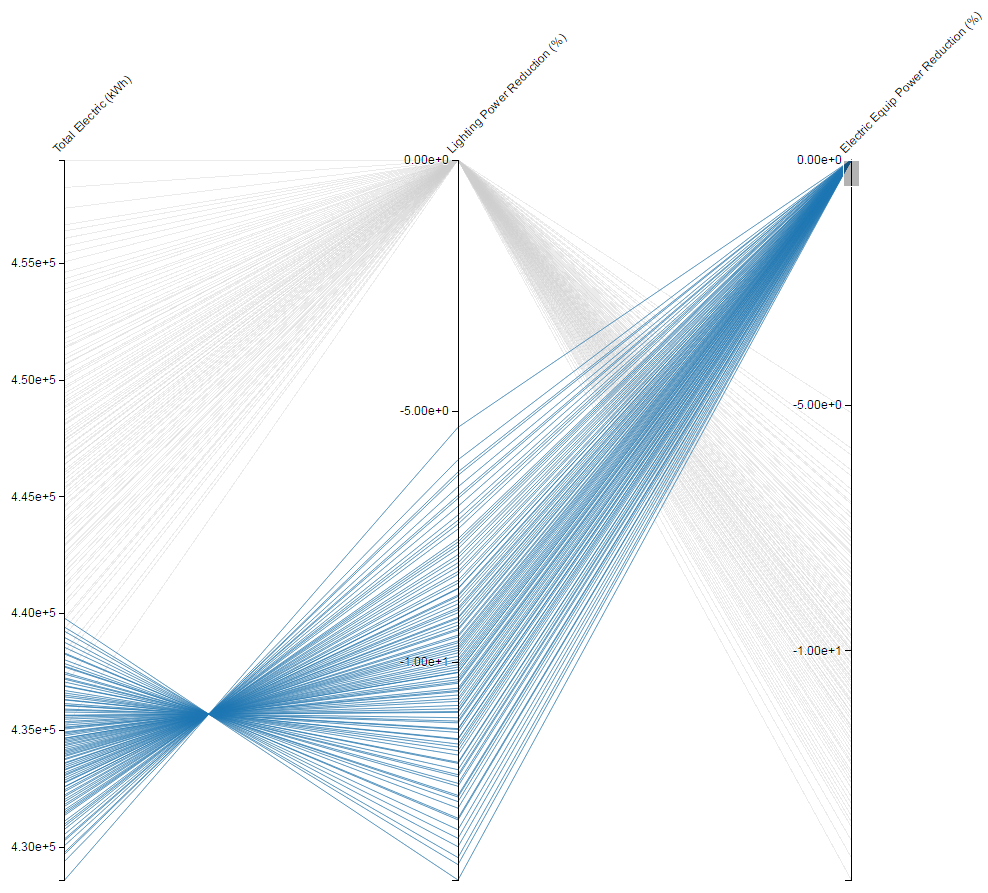 Total Electric (kWh)
Lighting Power Reduction (%)
Electric Equip Power Reduction (%)
4.55e+5
4.50e+5
4.45e+5
4.40e+5
4.35e+5
4.30e+5
0.00e+0
-5.00e+0
-1.00e+1
0.00e+0
-5.00e+0
-1.00e+1